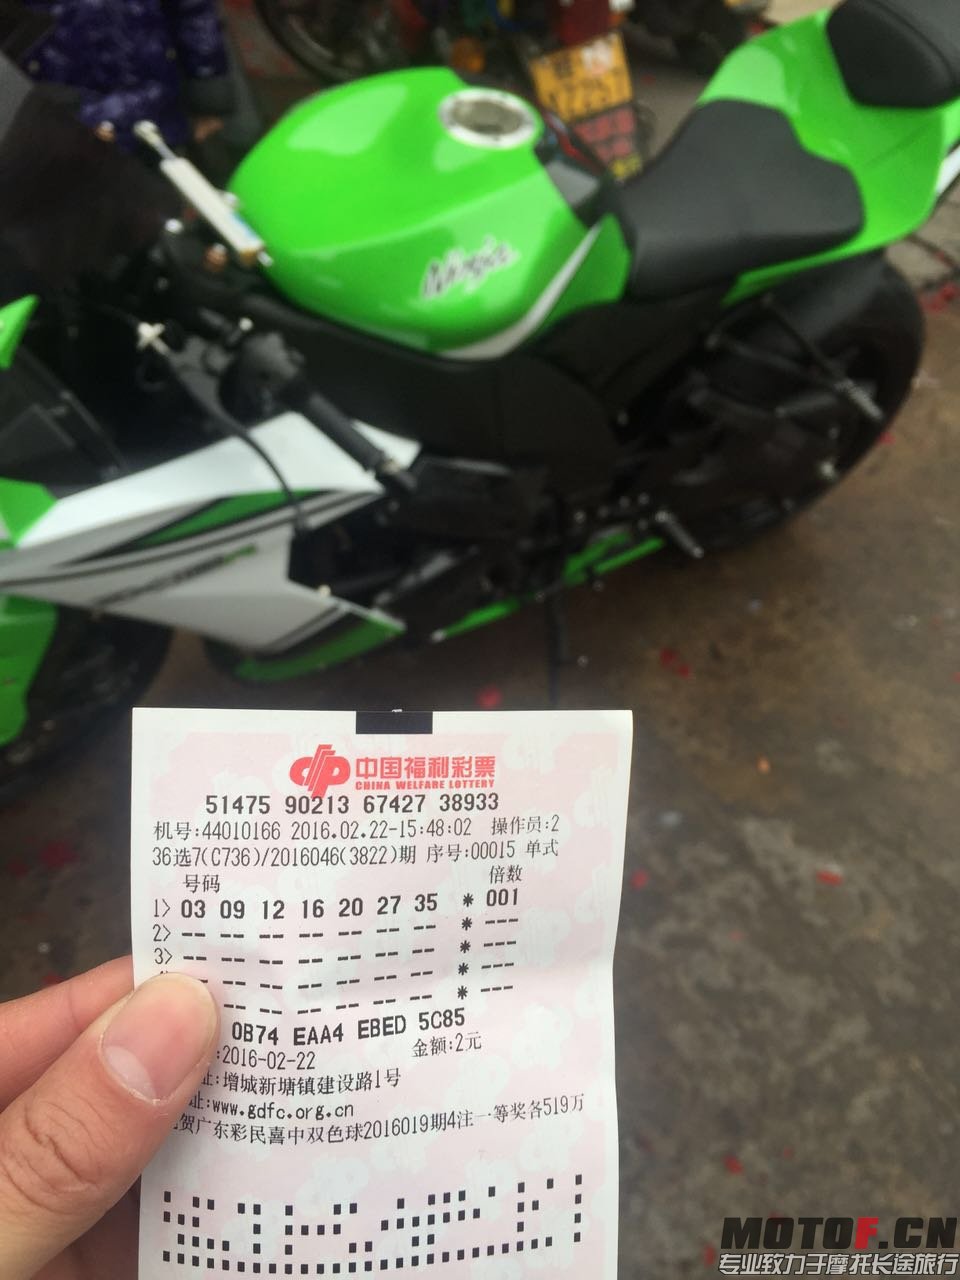 Ninja
中国福利彩票
CHINA WELFARE LOTTERY
51475 90213 67427 38933
机号:44010166 2016.02.22-15:48:02 操作员:2
36选7(C736)/2016046(3822)期 序号:00015 单式
号码 倍数
1> 03 09 12 16 20 27 35 * 001
2> -- -- -- -- -- -- -- * ---
3> -- -- -- -- -- -- -- * ---
-- -- -- -- -- -- -- * ---
-- -- -- -- -- -- * ---
0B74 EAA4 EBED 5C85
:2016-02-22 金额:2元
址:增城新塘镇建设路1号
址:www.gdfc.org.cn
贺广东彩民喜中双色球2016019期4注一等奖各519万
MOTOF.CN
专业致力于摩托长途旅行